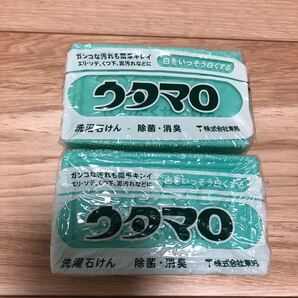 ガンコな汚れも簡単キレイ
エリ・ソデ、くつ下、泥汚れなどに
白をいっそう白くする
ウタマロ
洗濯石けん 除菌・消臭 株式会社東邦
ガンコな汚れも簡単キレイ
エリ・ソデ、くつ下、泥汚れなどに
白をいっそう白くする
ウタマロ
洗濯石けん 除菌・消臭 株式会社東邦